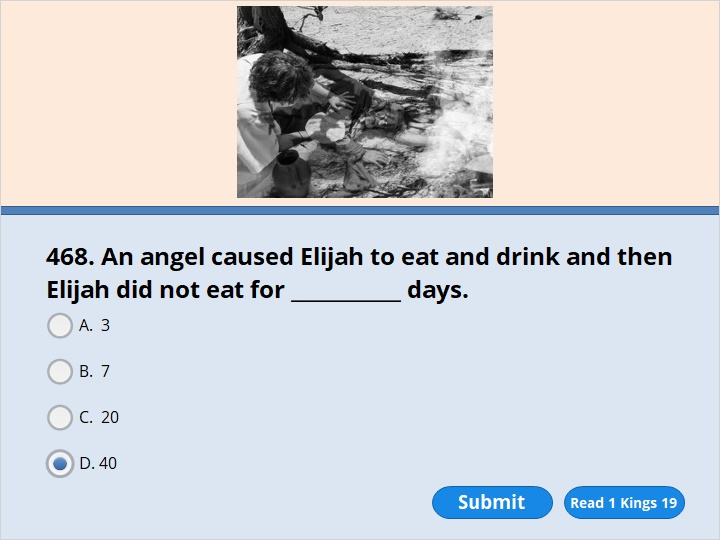 468. An angel caused Elijah to eat and drink and then
Elijah did not eat for __________ days.
A. 3
B. 7
C. 20
D. 40
Submit
Read 1 Kings 19